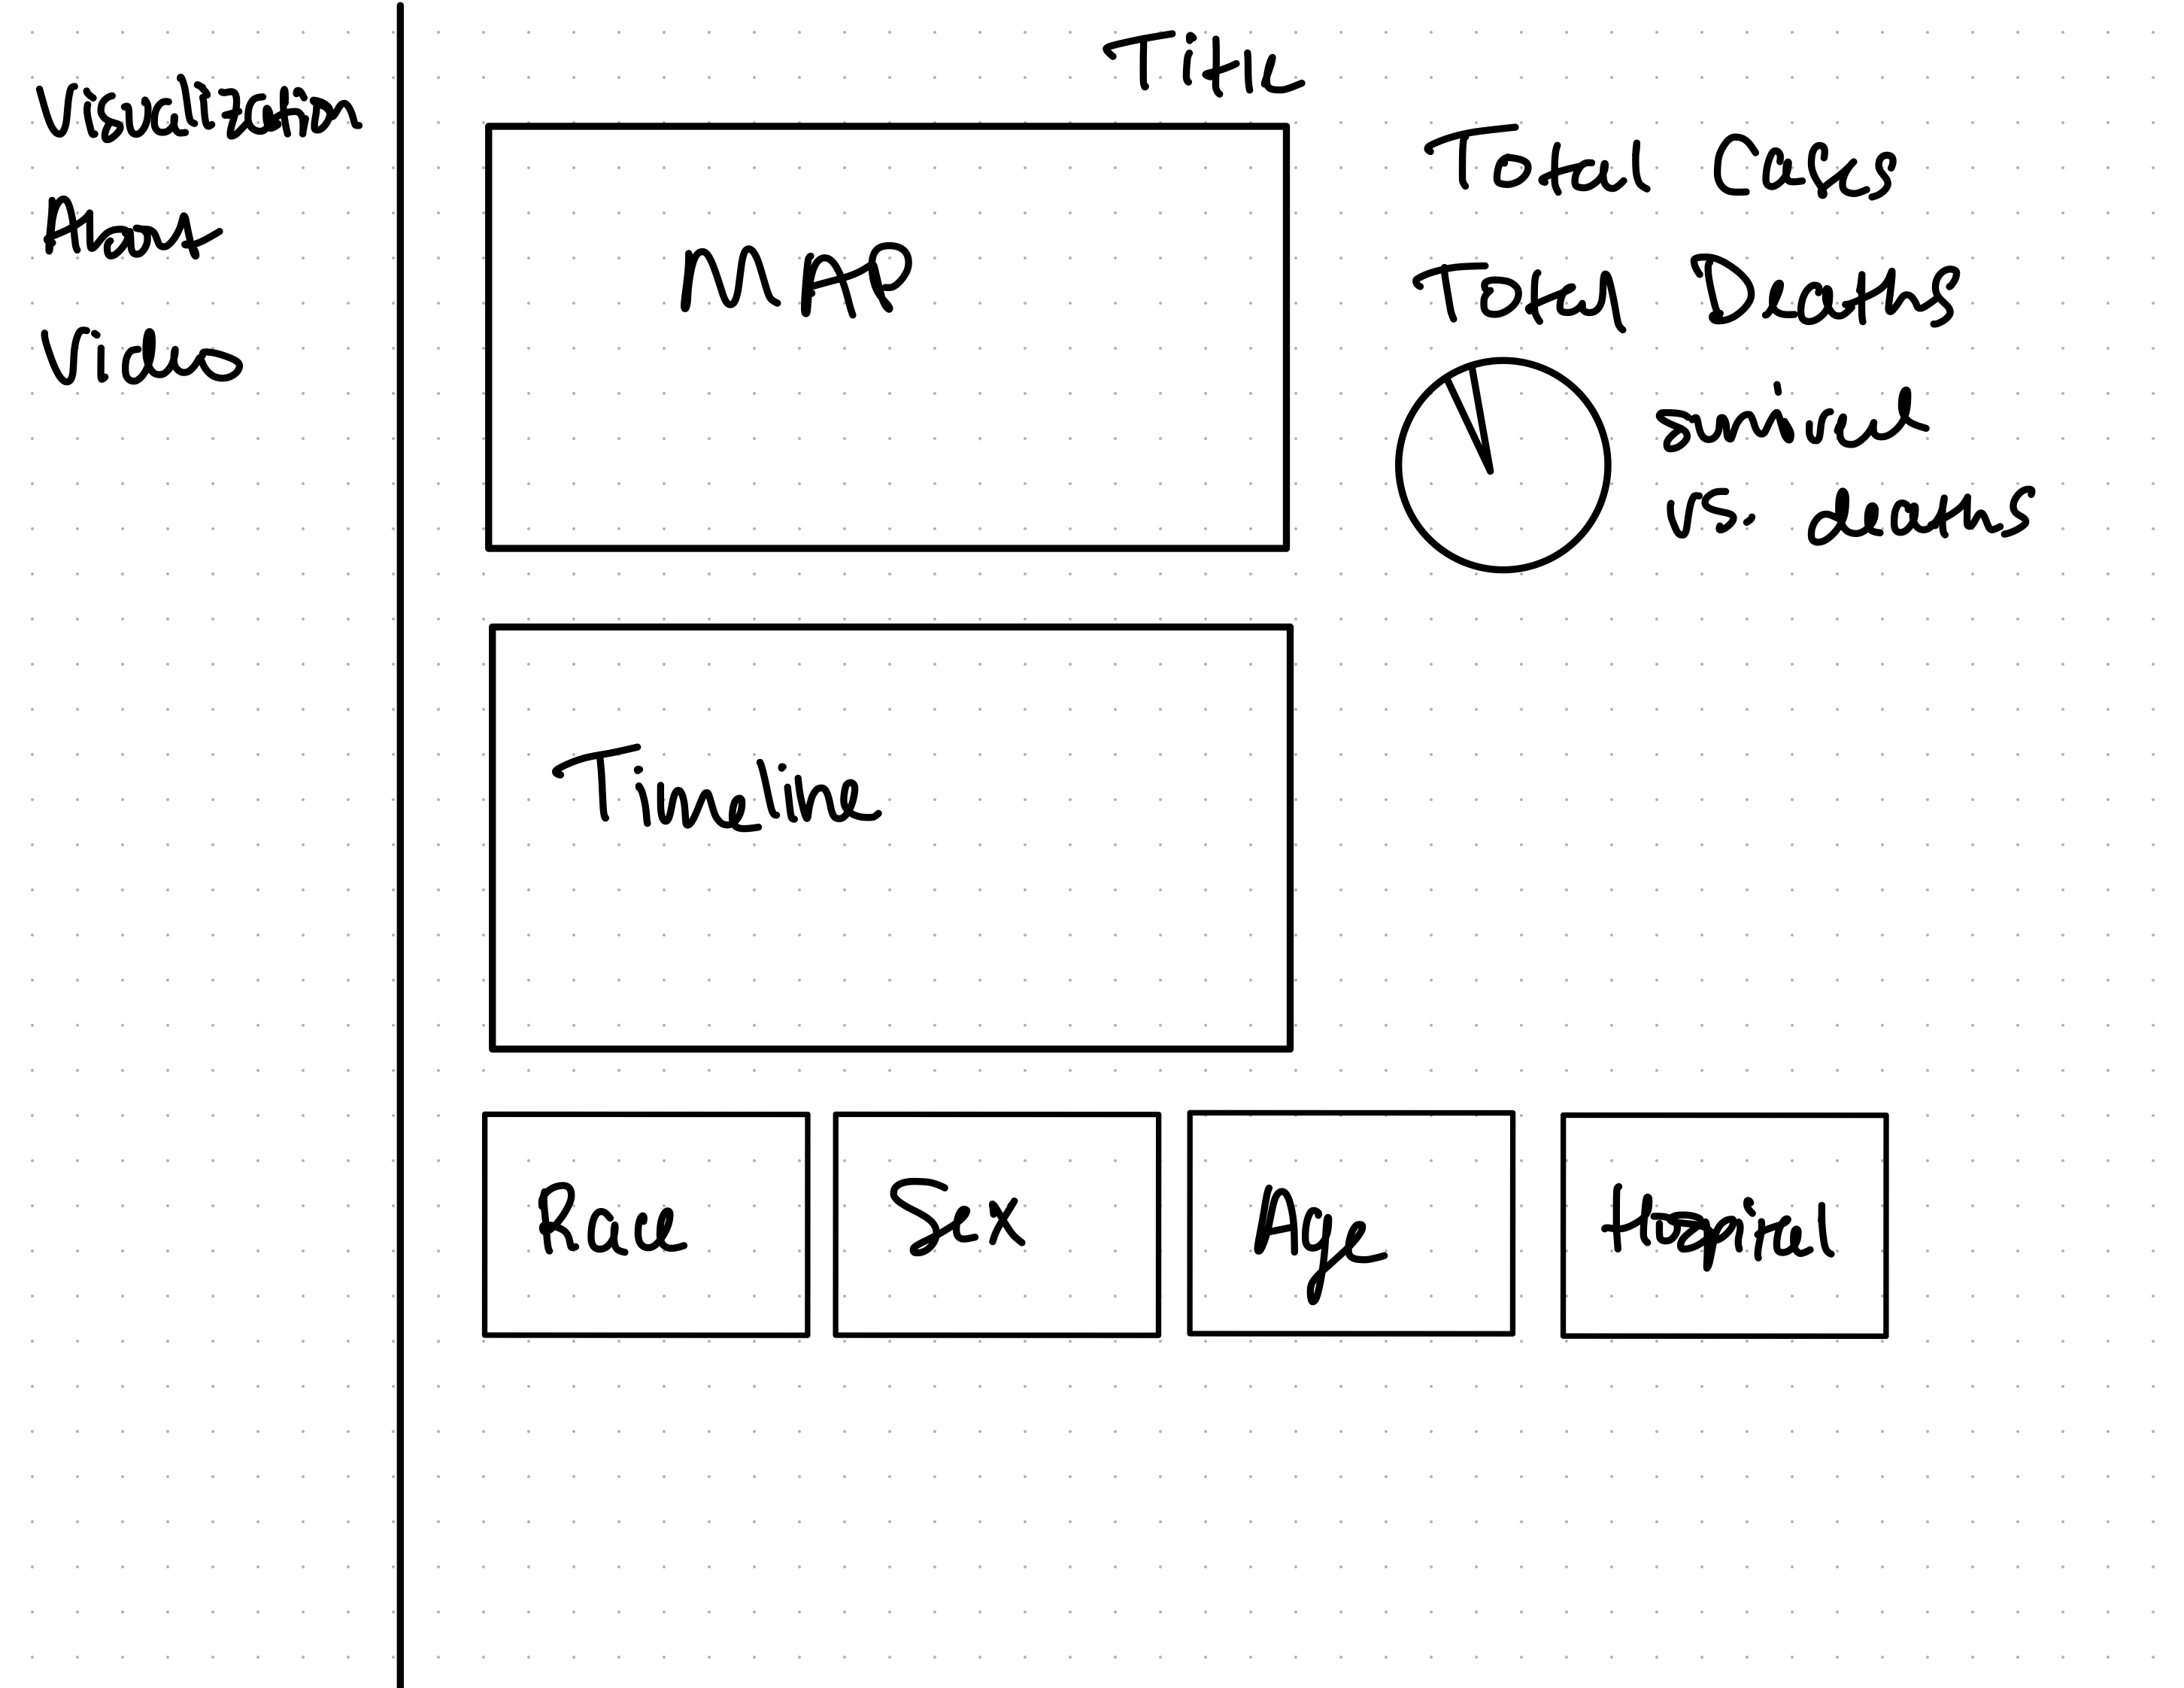 Title
Visualization
About
Video
MAP
Total Cases
Total Deaths
survival
vs. deaths
Timeline
Race
Sex
Age
Hospital